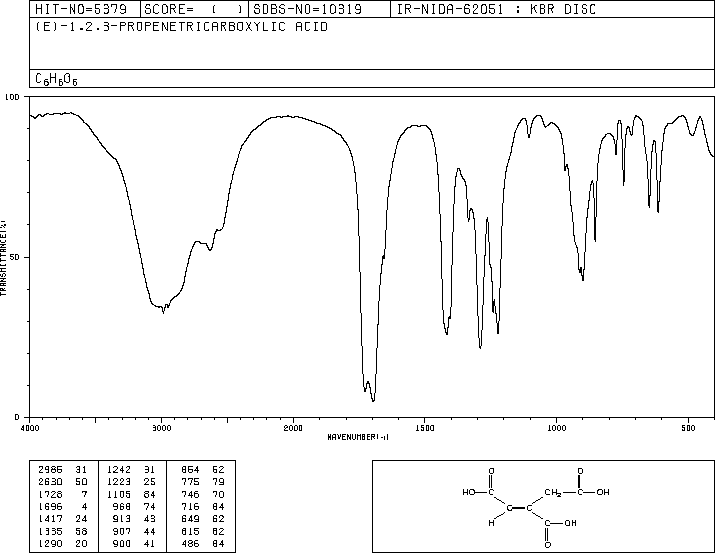 HIT-NO=5379 SCORE= ( ) SDBS-NO=10319 IR-NIDA-62051 : KBR DISC
(E)-1,2,3-PROPENETRICARBOXYLIC ACID
C6H6O6
100
50
0
TRANSMITTANCE(%)
4000 3000 2000 1500 1000 500
WAVENUMBER(-1)
2985 31 1242 31 854 52
2630 50 1223 25 775 79
1728 7 1105 84 746 70
1696 4 968 74 716 84
1417 24 913 43 649 62
1335 58 907 44 615 62
1290 20 900 41 486 84
O O
HO-C CH2-C-OH
C=C
H C-OH
O